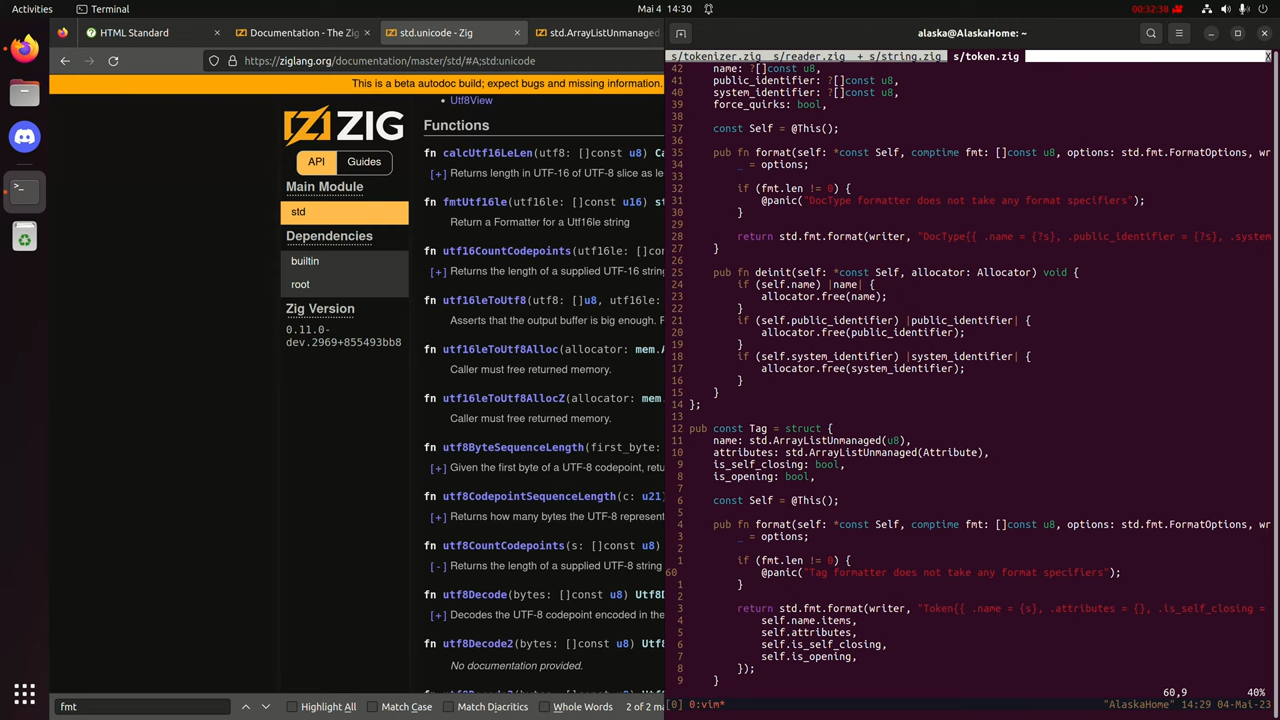 Activities
Terminal
Mai 4 14:30
00:32:38
HTML Standard
Documentation - The Zig
std.unicode - Zig
std.ArrayListUnmanaged
https://ziglang.org/documentation/master/std/#A;std:unicode
This is a beta autodoc build; expect bugs and missing information.
ZIG
API Guides
Main Module
std
Dependencies
builtin
root
Zig Version
0.11.0-
dev.2969+855493bb8
• Utf8View
Functions
fn calcUtf16LeLen(utf8: []const u8) Ca
[+] Returns length in UTF-16 of UTF-8 slice as le
fn fmtUtf16le(utf16le: []const u16) st
Return a Formatter for a Utf16le string
fn utf16CountCodepoints(utf16le: []con
[+] Returns the length of a supplied UTF-16 string
fn utf16leToUtf8(utf8: []u8, utf16le:
Asserts that the output buffer is big enough.
fn utf16leToUtf8Alloc(allocator: mem.A
Caller must free returned memory.
fn utf16leToUtf8AllocZ(allocator: mem.
Caller must free returned memory.
fn utf8ByteSequenceLength(first_byte:
[+] Given the first byte of a UTF-8 codepoint, retu
fn utf8CodepointSequenceLength(c: u21)
[+] Returns how many bytes the UTF-8 represent
fn utf8CountCodepoints(s: []const u8)
[-] Returns the length of a supplied UTF-8 string
fn utf8Decode(bytes: []const u8) Utf8
[+] Decodes the UTF-8 codepoint encoded in the
fn utf8Decode2(bytes: []const u8) Utf
No documentation provided.
fmt
Highlight All
Match Case
Match Diacritics
Whole Words
2 of 2 ma
alaska@AlaskaHome: ~
s/tokenizer.zig s/reader.zig + s/string.zig s/token.zig X
42 name: ?[]const u8,
41 public_identifier: ?[]const u8,
40 system_identifier: ?[]const u8,
39 force_quirks: bool,
38
37 const Self = @This();
36
35 pub fn format(self: *const Self, comptime fmt: []const u8, options: std.fmt.FormatOptions, wr
34 _ = options;
33
32 if (fmt.len != 0) {
31 @panic("DocType formatter does not take any format specifiers");
30 }
29
28 return std.fmt.format(writer, "DocType{{ .name = {?s}, .public_identifier = {?s}, .system
27 }
26
25 pub fn deinit(self: *const Self, allocator: Allocator) void {
24 if (self.name) |name| {
23 allocator.free(name);
22 }
21 if (self.public_identifier) |public_identifier| {
20 allocator.free(public_identifier);
19 }
18 if (self.system_identifier) |system_identifier| {
17 allocator.free(system_identifier);
16 }
15 }
14 };
13
12 pub const Tag = struct {
11 name: std.ArrayListUnmanaged(u8),
10 attributes: std.ArrayListUnmanaged(Attribute),
9 is_self_closing: bool,
8 is_opening: bool,
7
6 const Self = @This();
5
4 pub fn format(self: *const Self, comptime fmt: []const u8, options: std.fmt.FormatOptions, wr
3 _ = options;
2
1 if (fmt.len != 0) {
60 @panic("Tag formatter does not take any format specifiers");
1 }
2
3 return std.fmt.format(writer, "Token{{ .name = {s}, .attributes = {}, .is_self_closing =
4 self.name.items,
5 self.attributes,
6 self.is_self_closing,
7 self.is_opening,
8 });
9 }
60,9 40%
[0] 0:vim* "AlaskaHome" 14:29 04-Mai-23